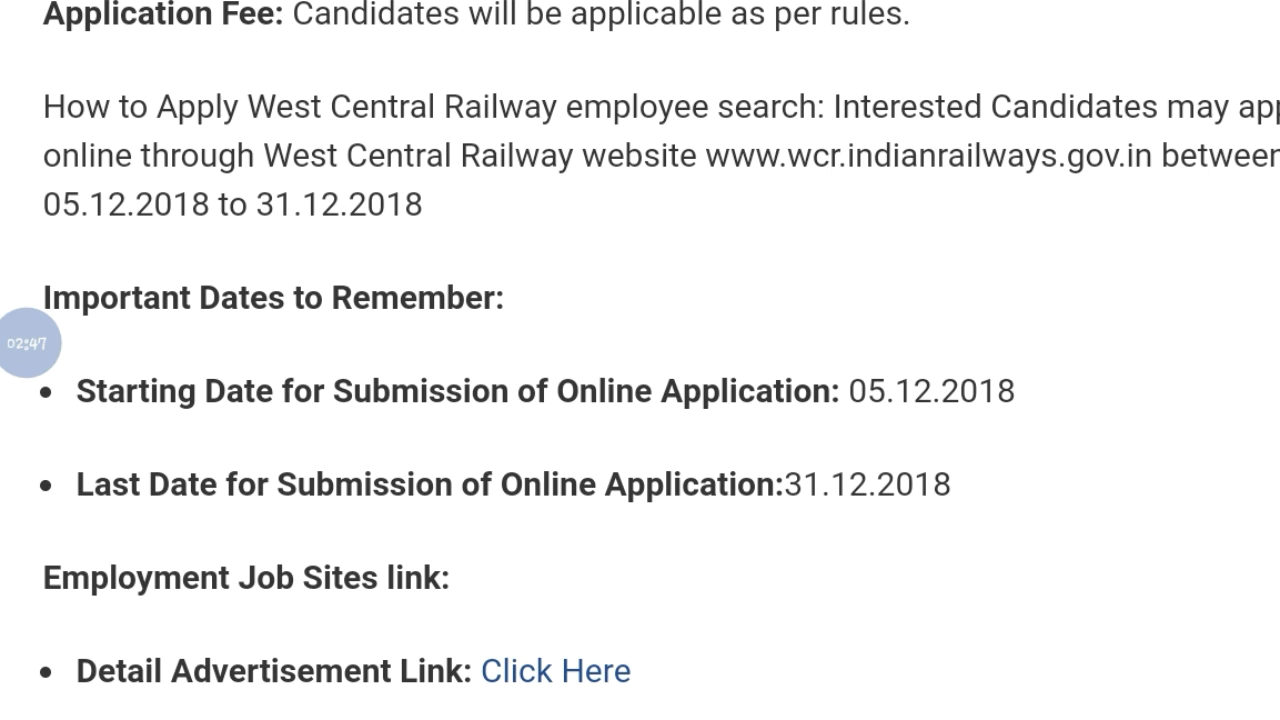 Application Fee: Candidates will be applicable as per rules.
How to Apply West Central Railway employee search: Interested Candidates may app
online through West Central Railway website www.wcr.indianrailways.gov.in between
05.12.2018 to 31.12.2018
Important Dates to Remember:
02:47
• Starting Date for Submission of Online Application: 05.12.2018
• Last Date for Submission of Online Application:31.12.2018
Employment Job Sites link:
• Detail Advertisement Link: Click Here